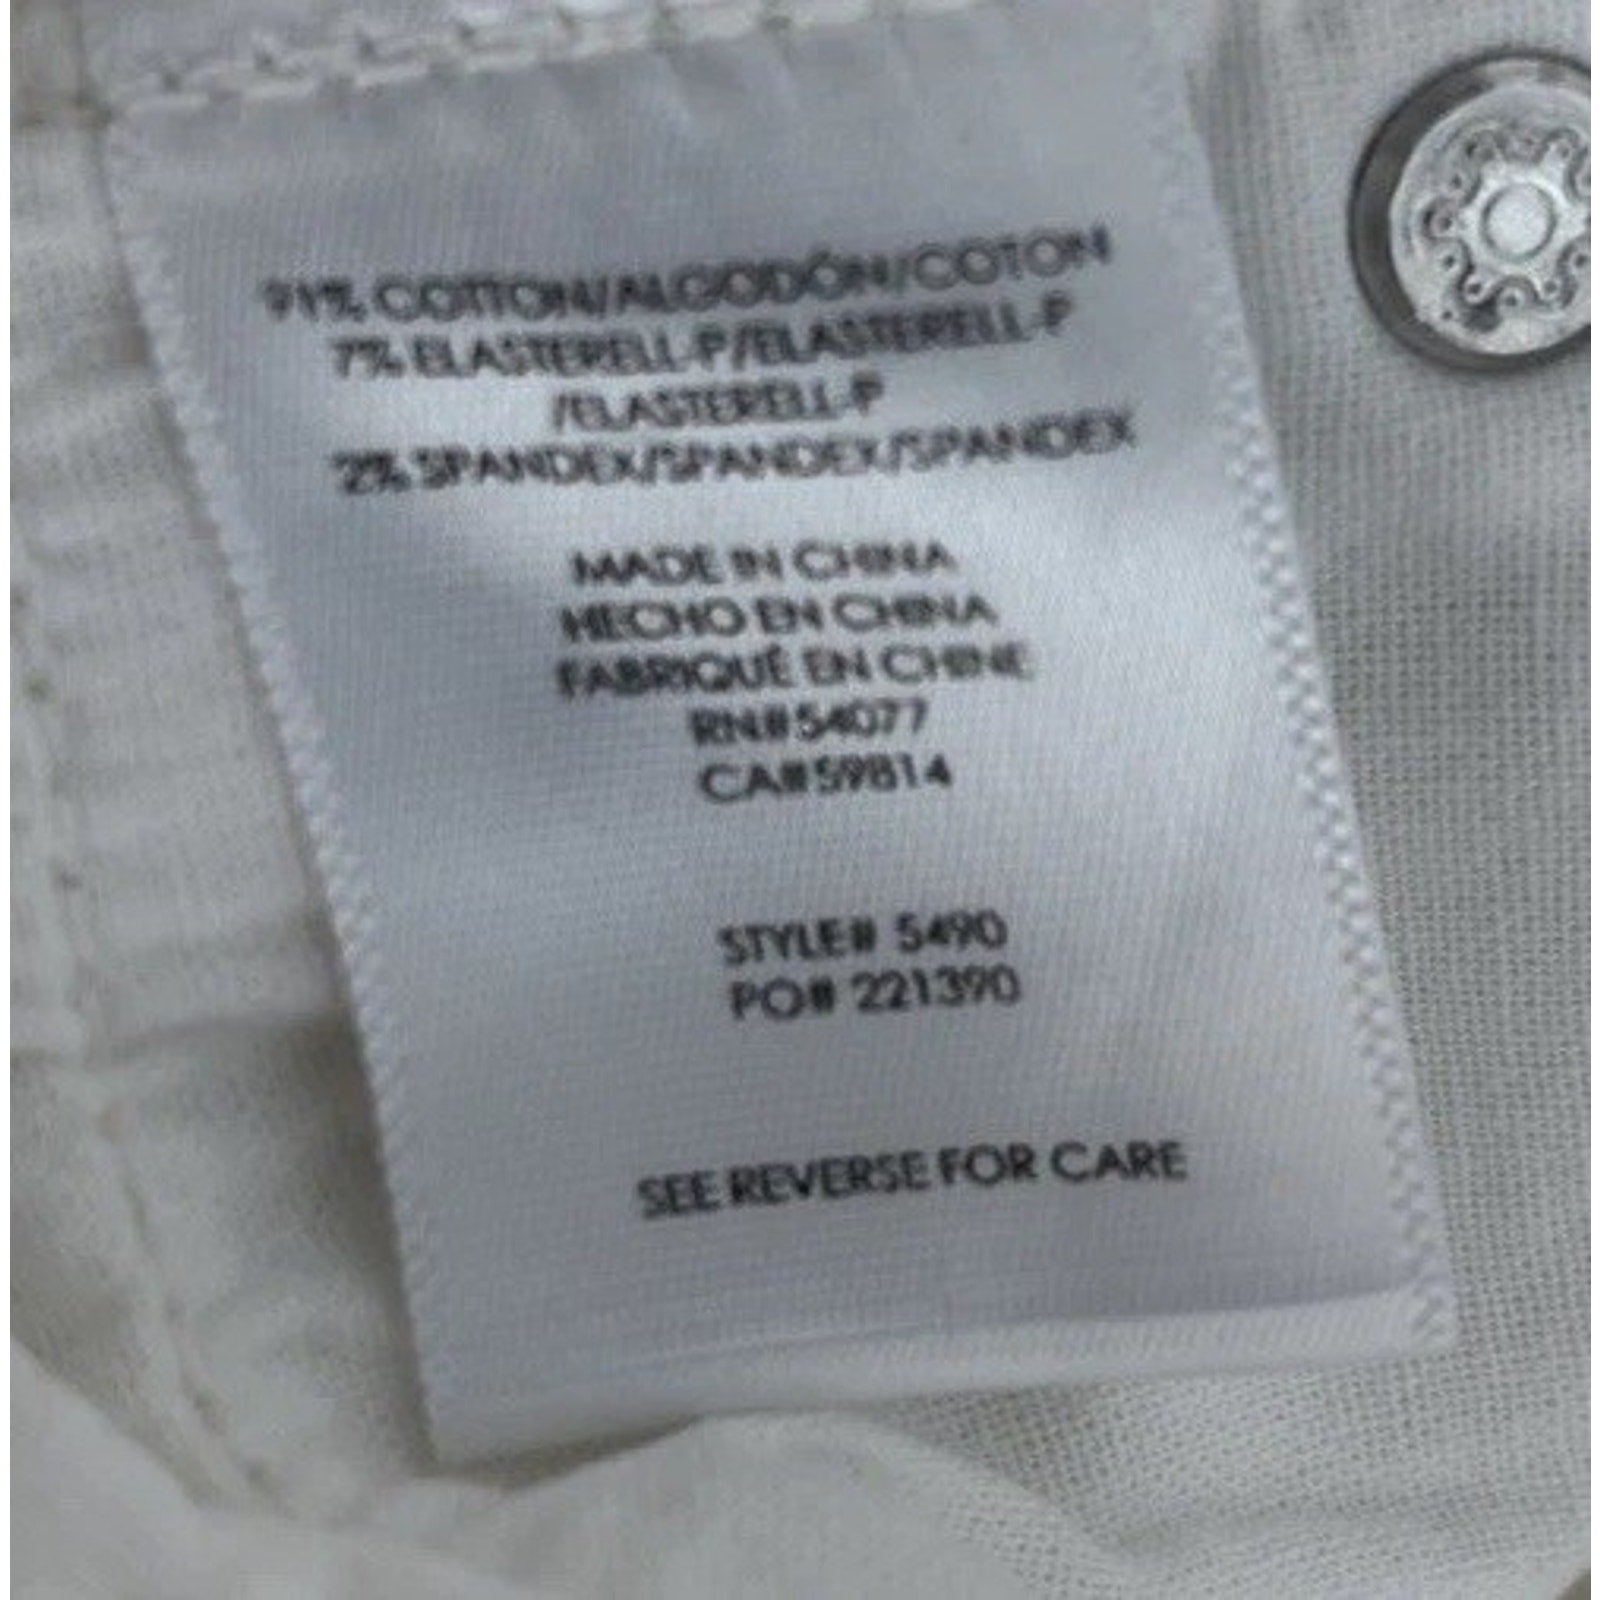 91% COTTON/ALGODÓN/COTON
7% ELASTERELL-P/ELASTERELL-P
/ELASTERELL-P
2% SPANDEX/SPANDEX/SPANDEX
MADE IN CHINA
HECHO EN CHINA
FABRIQUÉ EN CHINE
RN#54077
CA#59814
STYLE# 5490
PO# 221390
SEE REVERSE FOR CARE